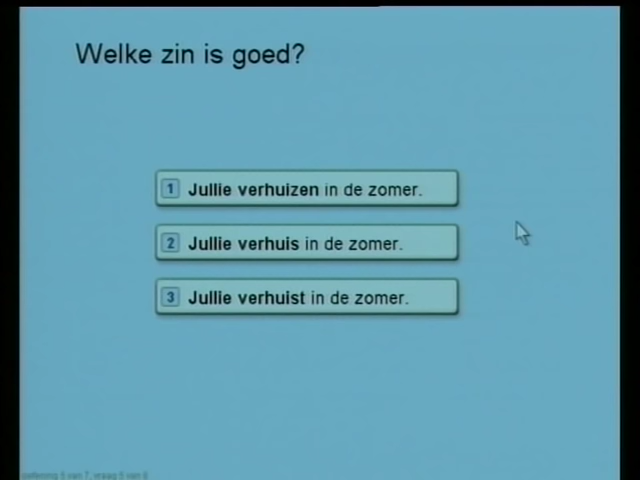 Welke zin is goed?
1 Jullie verhuizen in de zomer.
2 Jullie verhuis in de zomer.
3 Jullie verhuist in de zomer.